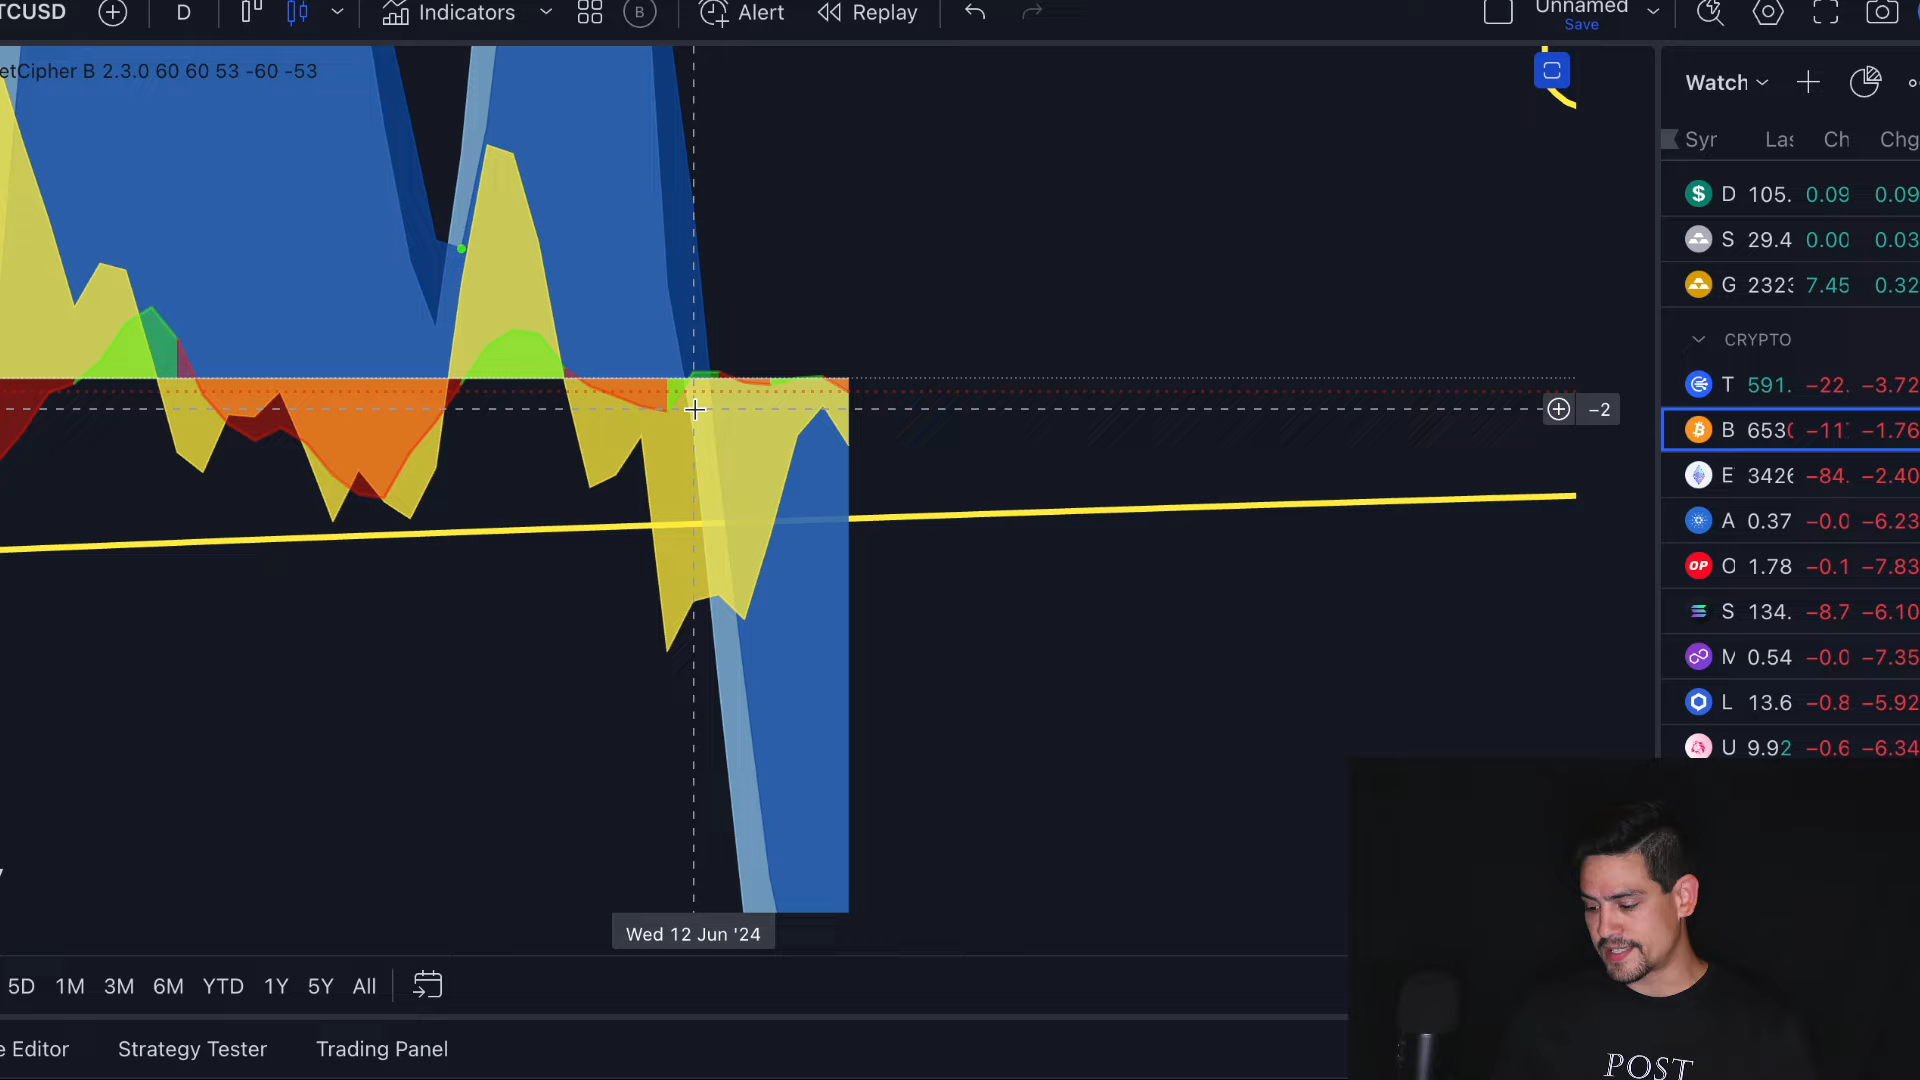 TCUSD D Indicators B Alert Replay Unnamed
Save
etCipher B 2.3.0 60 60 53 -60 -53
Watch
Syr Las Ch Chg
D 105. 0.09 0.09
S 29.4 0.00 0.03
G 2323 7.45 0.32
CRYPTO
T 591. −22. −3.72
−2
B 6530 −11 −1.76
E 3426 −84. −2.40
A 0.37 −0.0 −6.23
OP O 1.78 −0.1 −7.83
S 134. −8.7 −6.10
M 0.54 −0.0 −7.35
L 13.6 −0.8 −5.92
U 9.92 −0.6 −6.34
Wed 12 Jun '24
5D 1M 3M 6M YTD 1Y 5Y All
e Editor Strategy Tester Trading Panel
POST